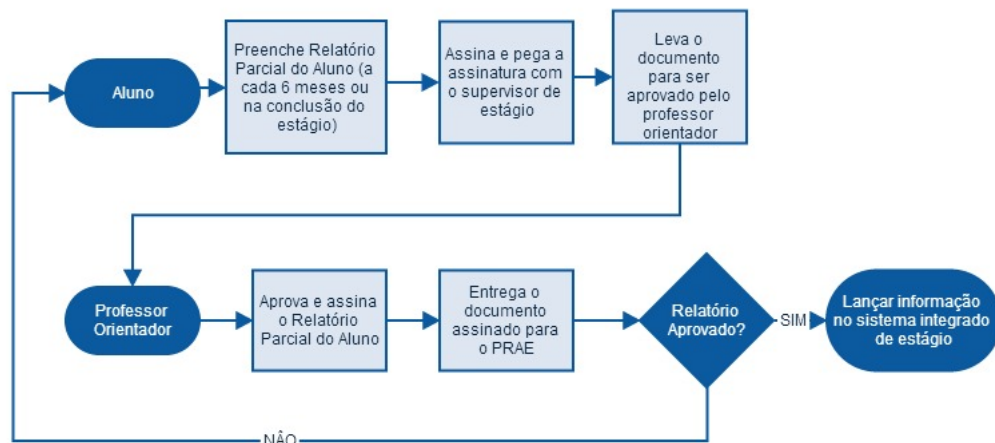 Aluno
Preenche Relatório
Parcial do Aluno (a
cada 6 meses ou
na conclusão do
estágio)
Assina e pega a
assinatura com
o supervisor de
estágio
Leva o
documento
para ser
aprovado pelo
professor
orientador
Professor
Orientador
Aprova e assina
o Relatório
Parcial do Aluno
Entrega o
documento
assinado para
o PRAE
Relatório
Aprovado?
SIM
Lançar informação
no sistema integrado
de estágio
NÂO